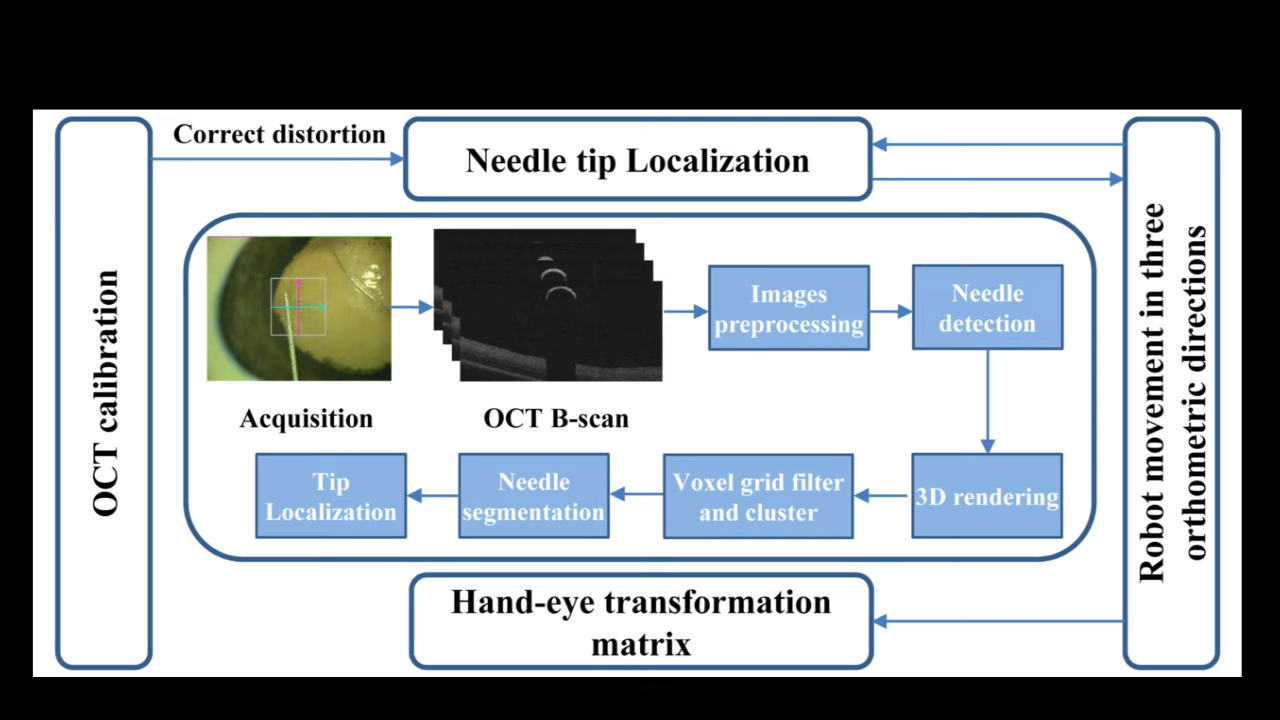 Correct distortion
Needle tip Localization
OCT calibration
Images
preprocessing
Needle
detection
Acquisition
OCT B-scan
Tip
Localization
Needle
segmentation
Voxel grid filter
and cluster
3D rendering
Robot movement in three
orthometric directions
Hand-eye transformation
matrix